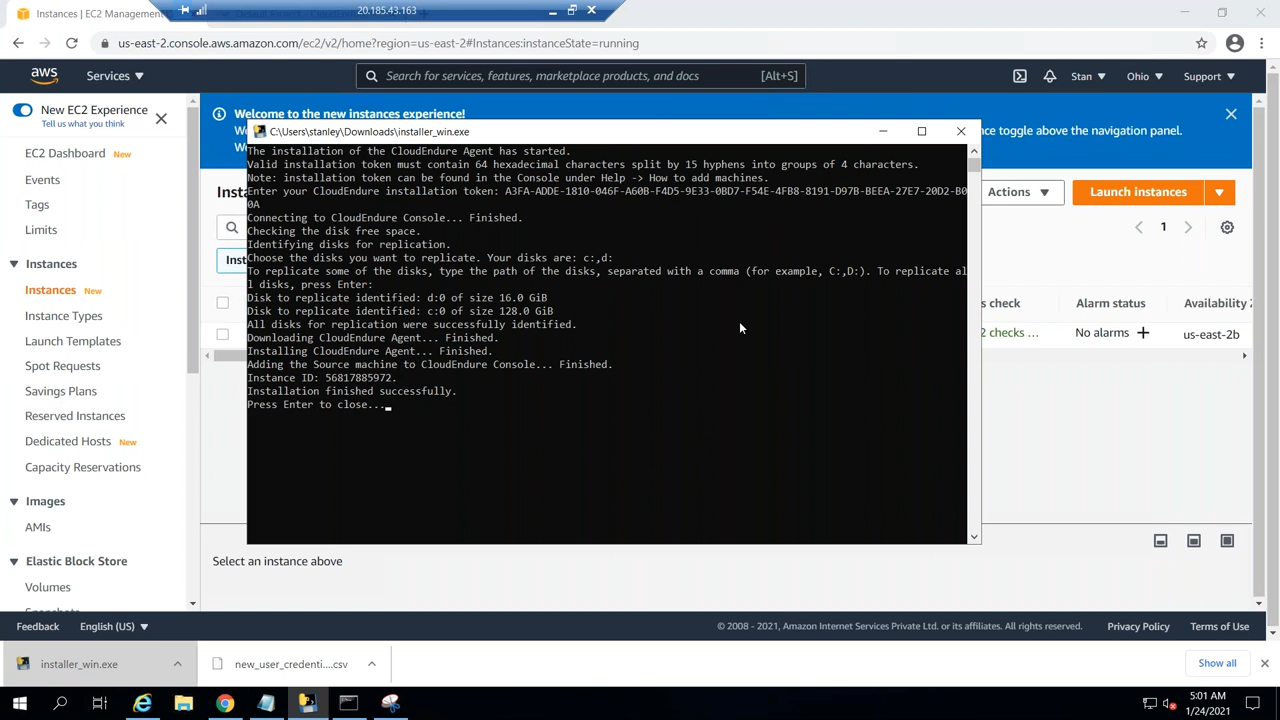 Instances | EC2 Management
20.185.43.163
us-east-2.console.aws.amazon.com/ec2/v2/home?region=us-east-2#Instances:instanceState=running
aws
Services
Search for services, features, marketplace products, and docs
[Alt+S]
Stan
Ohio
Support
New EC2 Experience
Tell us what you think
Welcome to the new instances experience!
ce toggle above the navigation panel.
EC2 Dashboard New
Events
Tags
Limits
Instances
Instances New
Instance Types
Launch Templates
Spot Requests
Savings Plans
Reserved Instances
Dedicated Hosts New
Capacity Reservations
Images
AMIs
Elastic Block Store
Volumes
Actions
Launch instances
1
s check
Alarm status
Availability
2 checks ...
No alarms
us-east-2b
C:\Users\stanley\Downloads\installer_win.exe
The installation of the CloudEndure Agent has started.
Valid installation token must contain 64 hexadecimal characters split by 15 hyphens into groups of 4 characters.
Note: installation token can be found in the Console under Help -> How to add machines.
Enter your CloudEndure installation token: A3FA-ADDE-1810-046F-A60B-F4D5-9E33-0BD7-F54E-4FB8-8191-D97B-BEEA-27E7-20D2-B0
0A
Connecting to CloudEndure Console... Finished.
Checking the disk free space.
Identifying disks for replication.
Choose the disks you want to replicate. Your disks are: c:,d:
To replicate some of the disks, type the path of the disks, separated with a comma (for example, C:,D:). To replicate al
l disks, press Enter:
Disk to replicate identified: d:0 of size 16.0 GiB
Disk to replicate identified: c:0 of size 128.0 GiB
All disks for replication were successfully identified.
Downloading CloudEndure Agent... Finished.
Installing CloudEndure Agent... Finished.
Adding the Source machine to CloudEndure Console... Finished.
Instance ID: 56817885972.
Installation finished successfully.
Press Enter to close...
Select an instance above
Feedback
English (US)
© 2008 - 2021, Amazon Internet Services Private Ltd. or its affiliates. All rights reserved.
Privacy Policy
Terms of Use
installer_win.exe
new_user_credenti....csv
Show all
5:01 AM
1/24/2021